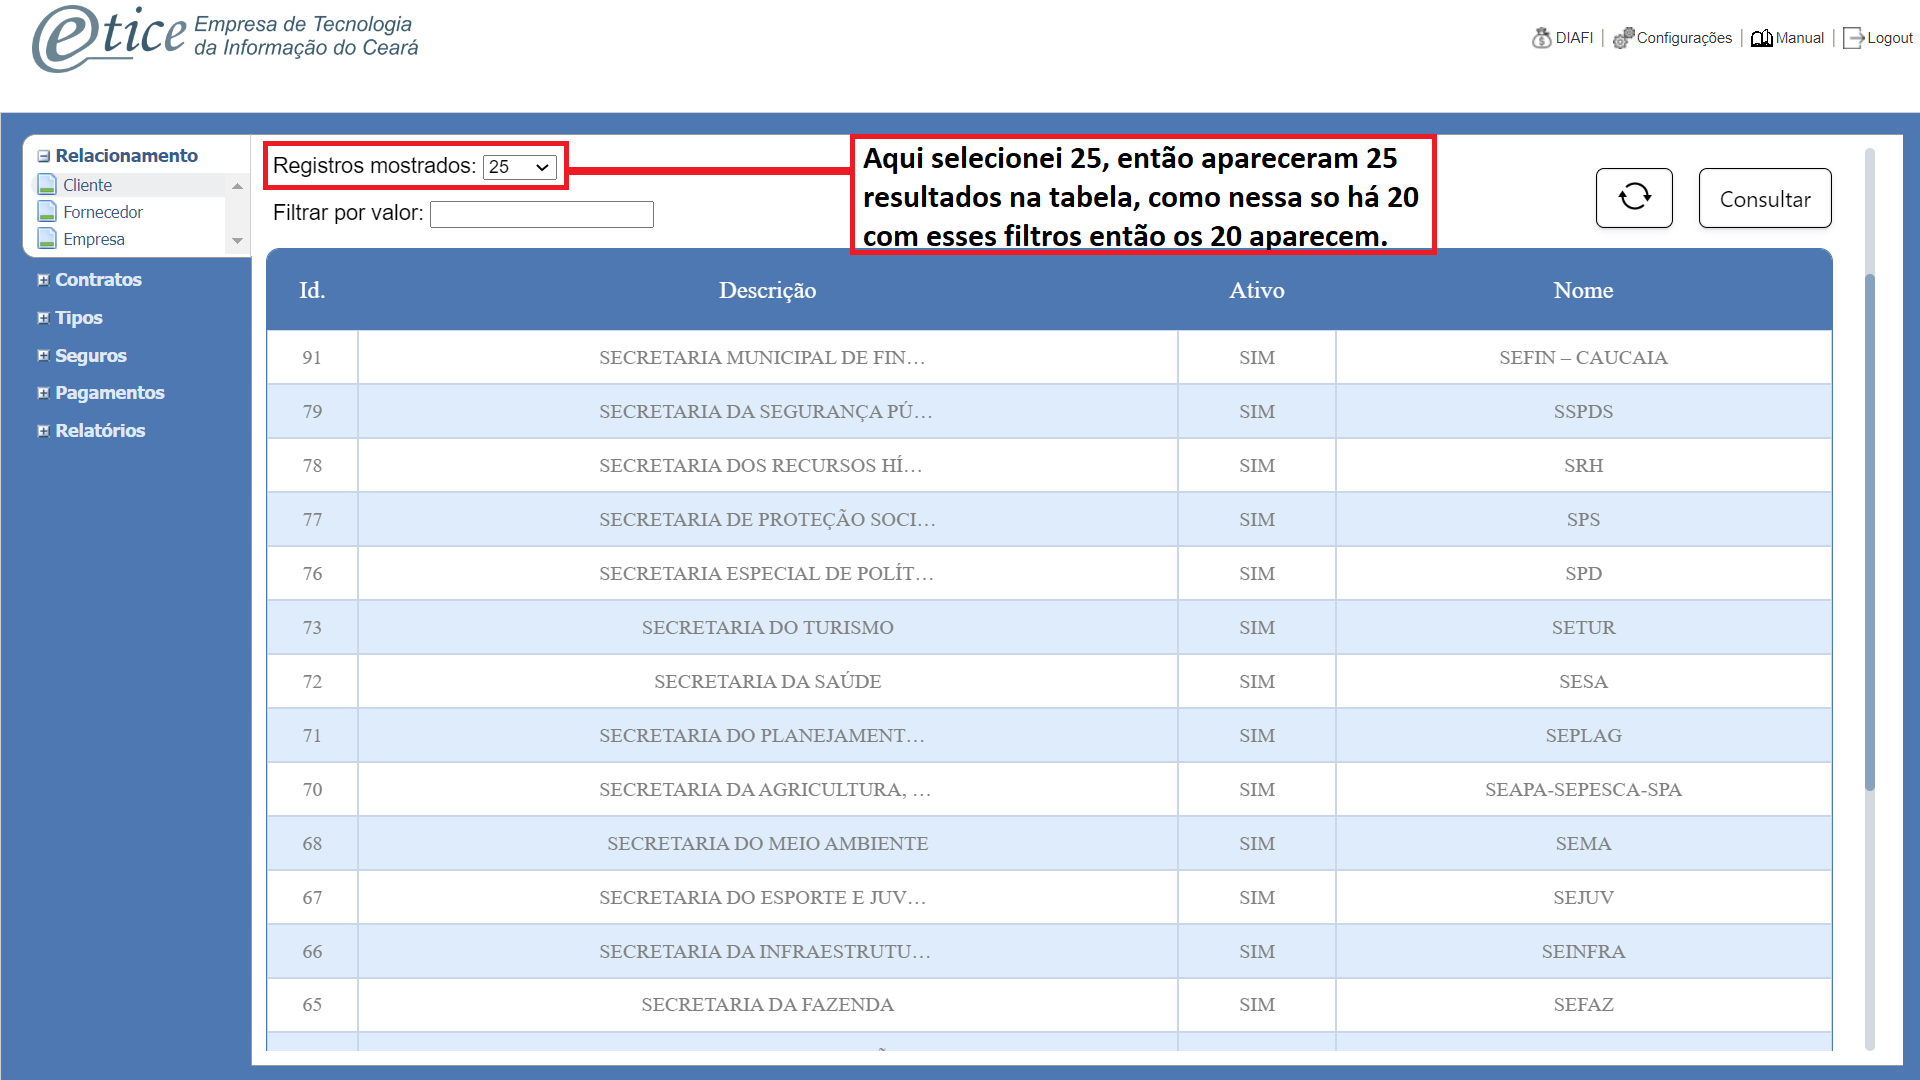 etice Empresa de Tecnologia
da Informação do Ceará
DIAFI | Configurações | Manual | Logout
Relacionamento
Cliente
Fornecedor
Empresa
Contratos
Tipos
Seguros
Pagamentos
Relatórios
Registros mostrados: 25
Filtrar por valor:
Aqui selecionei 25, então apareceram 25
resultados na tabela, como nessa so há 20
com esses filtros então os 20 aparecem.
Consultar
Id. Descrição Ativo Nome
91 SECRETARIA MUNICIPAL DE FIN... SIM SEFIN – CAUCAIA
79 SECRETARIA DA SEGURANÇA PÚ... SIM SSPDS
78 SECRETARIA DOS RECURSOS HÍ... SIM SRH
77 SECRETARIA DE PROTEÇÃO SOCI... SIM SPS
76 SECRETARIA ESPECIAL DE POLÍT... SIM SPD
73 SECRETARIA DO TURISMO SIM SETUR
72 SECRETARIA DA SAÚDE SIM SESA
71 SECRETARIA DO PLANEJAMENT... SIM SEPLAG
70 SECRETARIA DA AGRICULTURA, ... SIM SEAPA-SEPESCA-SPA
68 SECRETARIA DO MEIO AMBIENTE SIM SEMA
67 SECRETARIA DO ESPORTE E JUV... SIM SEJUV
66 SECRETARIA DA INFRAESTRUTU... SIM SEINFRA
65 SECRETARIA DA FAZENDA SIM SEFAZ